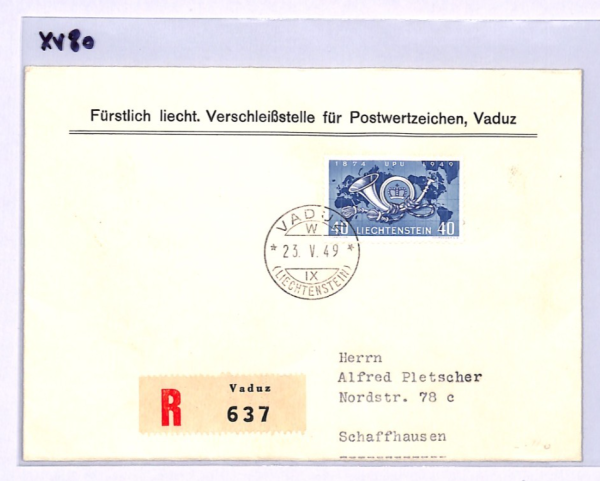 XV80
Fürstlich liecht. Verschleißstelle für Postwertzeichen, Vaduz
1874 UPU 1949
40 LIECHTENSTEIN 40
VADUZ
W
* 23. V. 49 *
IX
(LIECHTENSTEIN)
Herrn
Alfred Pletscher
Nordstr. 78 c
Schaffhausen
Vaduz
R 637